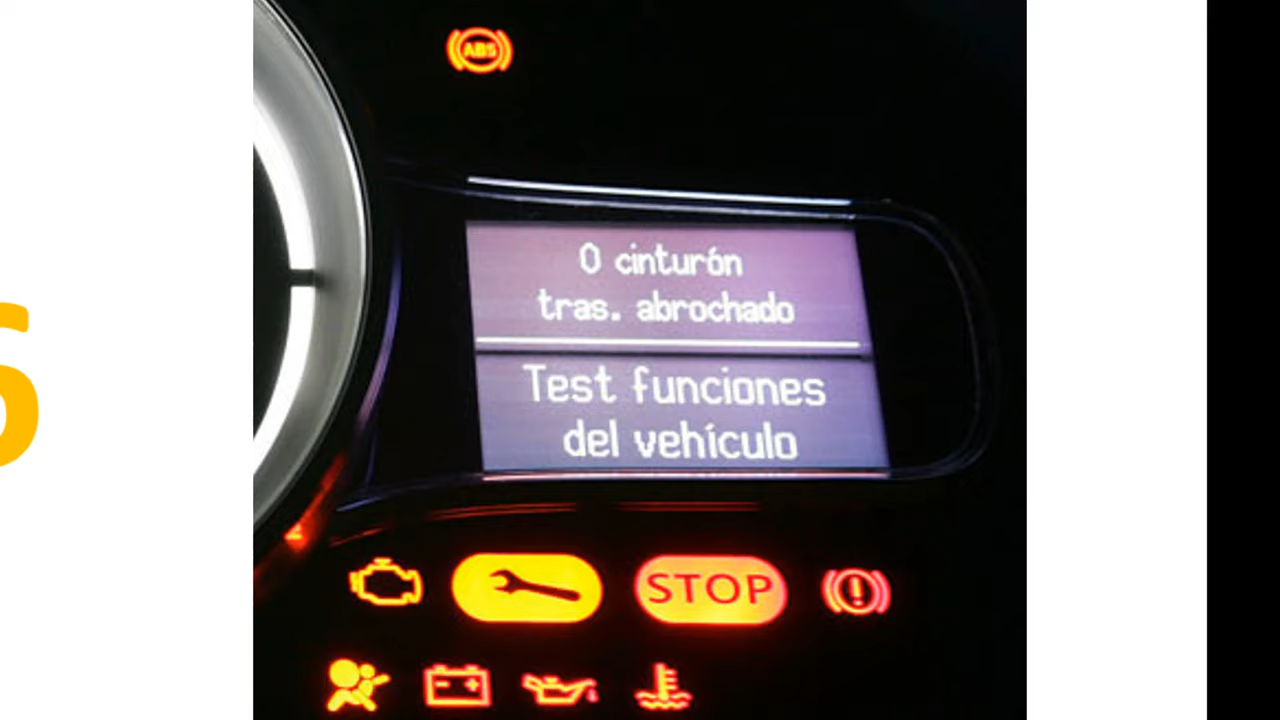 ABS
0 cinturón
tras. abrochado
Test funciones
del vehículo
STOP